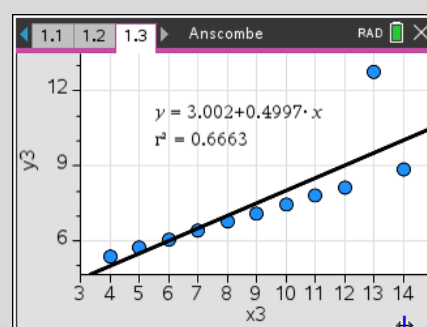 1.1 1.2 1.3 Anscombe RAD
12
y = 3.002+0.4997· x
r² = 0.6663
9
y3
6
3 4 5 6 7 8 9 10 11 12 13 14
x3